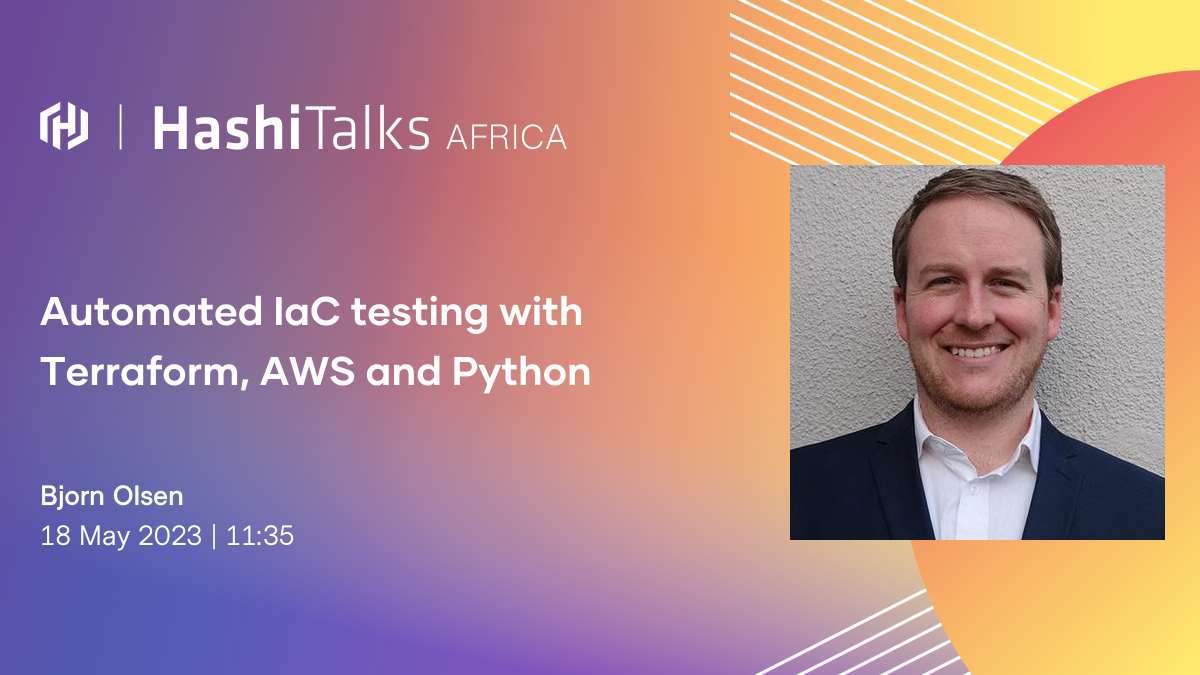 HashiTalks AFRICA
Automated IaC testing with
Terraform, AWS and Python
Bjorn Olsen
18 May 2023 | 11:35